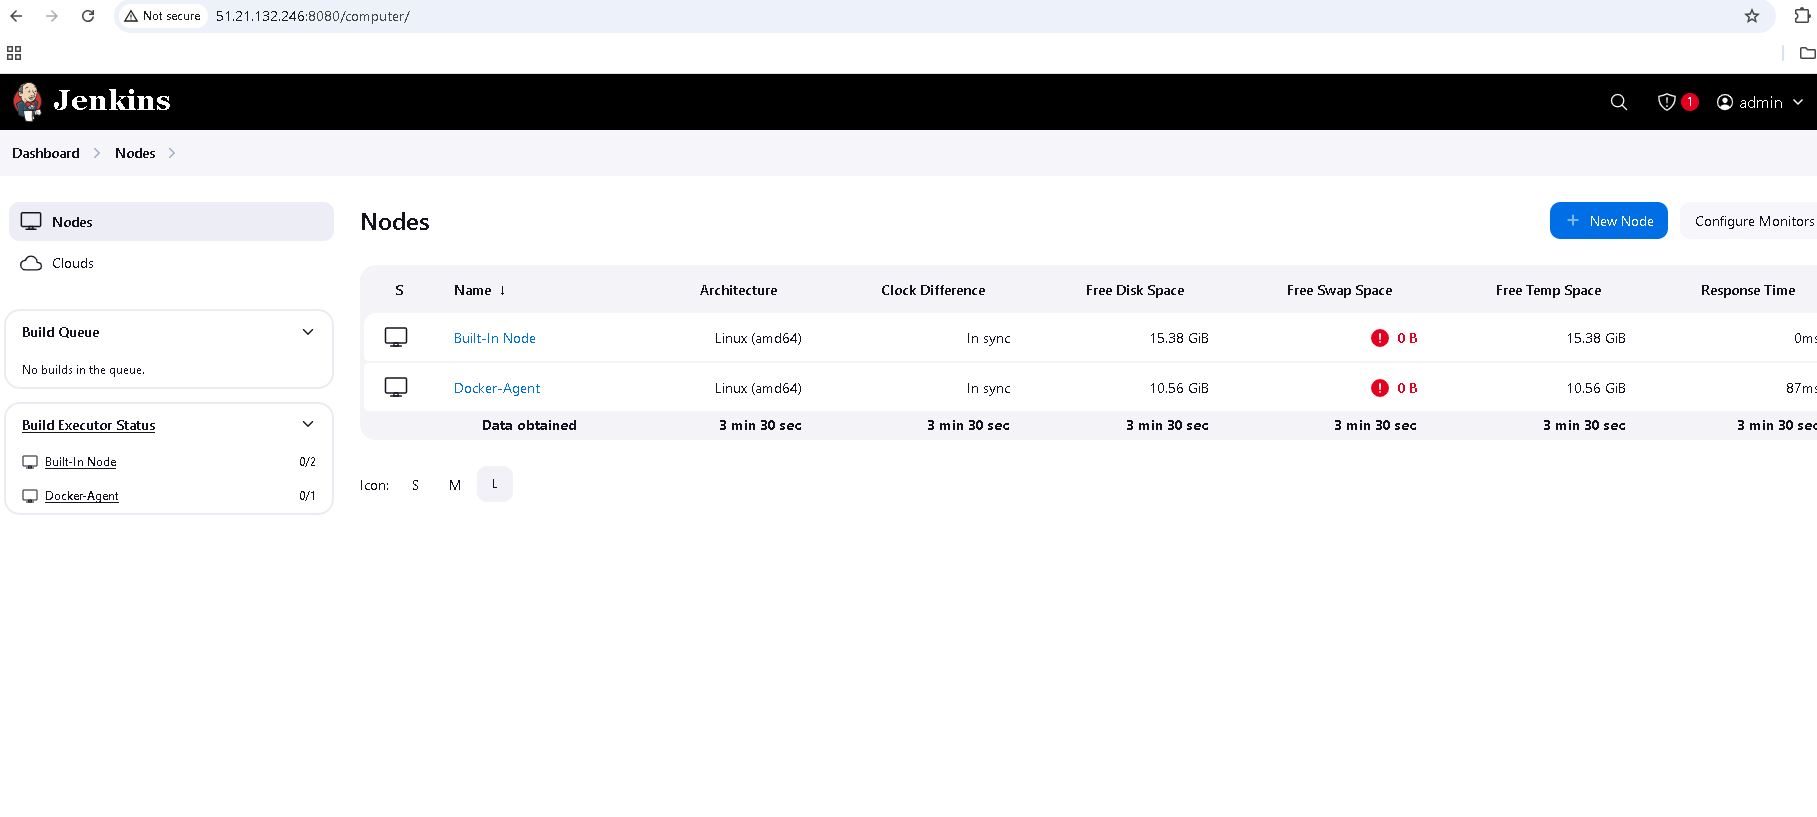 Not secure 51.21.132.246:8080/computer/
Jenkins
1 admin
Dashboard Nodes
Nodes
Clouds
Build Queue
No builds in the queue.
Build Executor Status
Built-In Node 0/2
Docker-Agent 0/1
Nodes
+ New Node Configure Monitors
S Name ↓ Architecture Clock Difference Free Disk Space Free Swap Space Free Temp Space Response Time
Built-In Node Linux (amd64) In sync 15.38 GiB 0 B 15.38 GiB 0ms
Docker-Agent Linux (amd64) In sync 10.56 GiB 0 B 10.56 GiB 87ms
Data obtained 3 min 30 sec 3 min 30 sec 3 min 30 sec 3 min 30 sec 3 min 30 sec 3 min 30 sec
Icon: S M L